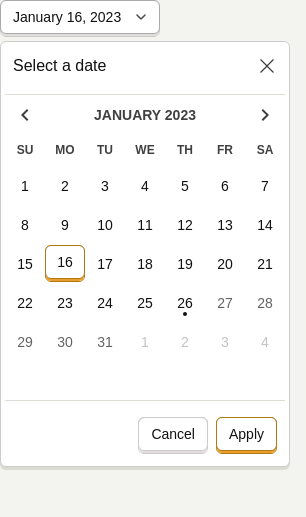 January 16, 2023
Select a date
JANUARY 2023
SU MO TU WE TH FR SA
1 2 3 4 5 6 7
8 9 10 11 12 13 14
15 16 17 18 19 20 21
22 23 24 25 26 27 28
29 30 31 1 2 3 4
Cancel Apply